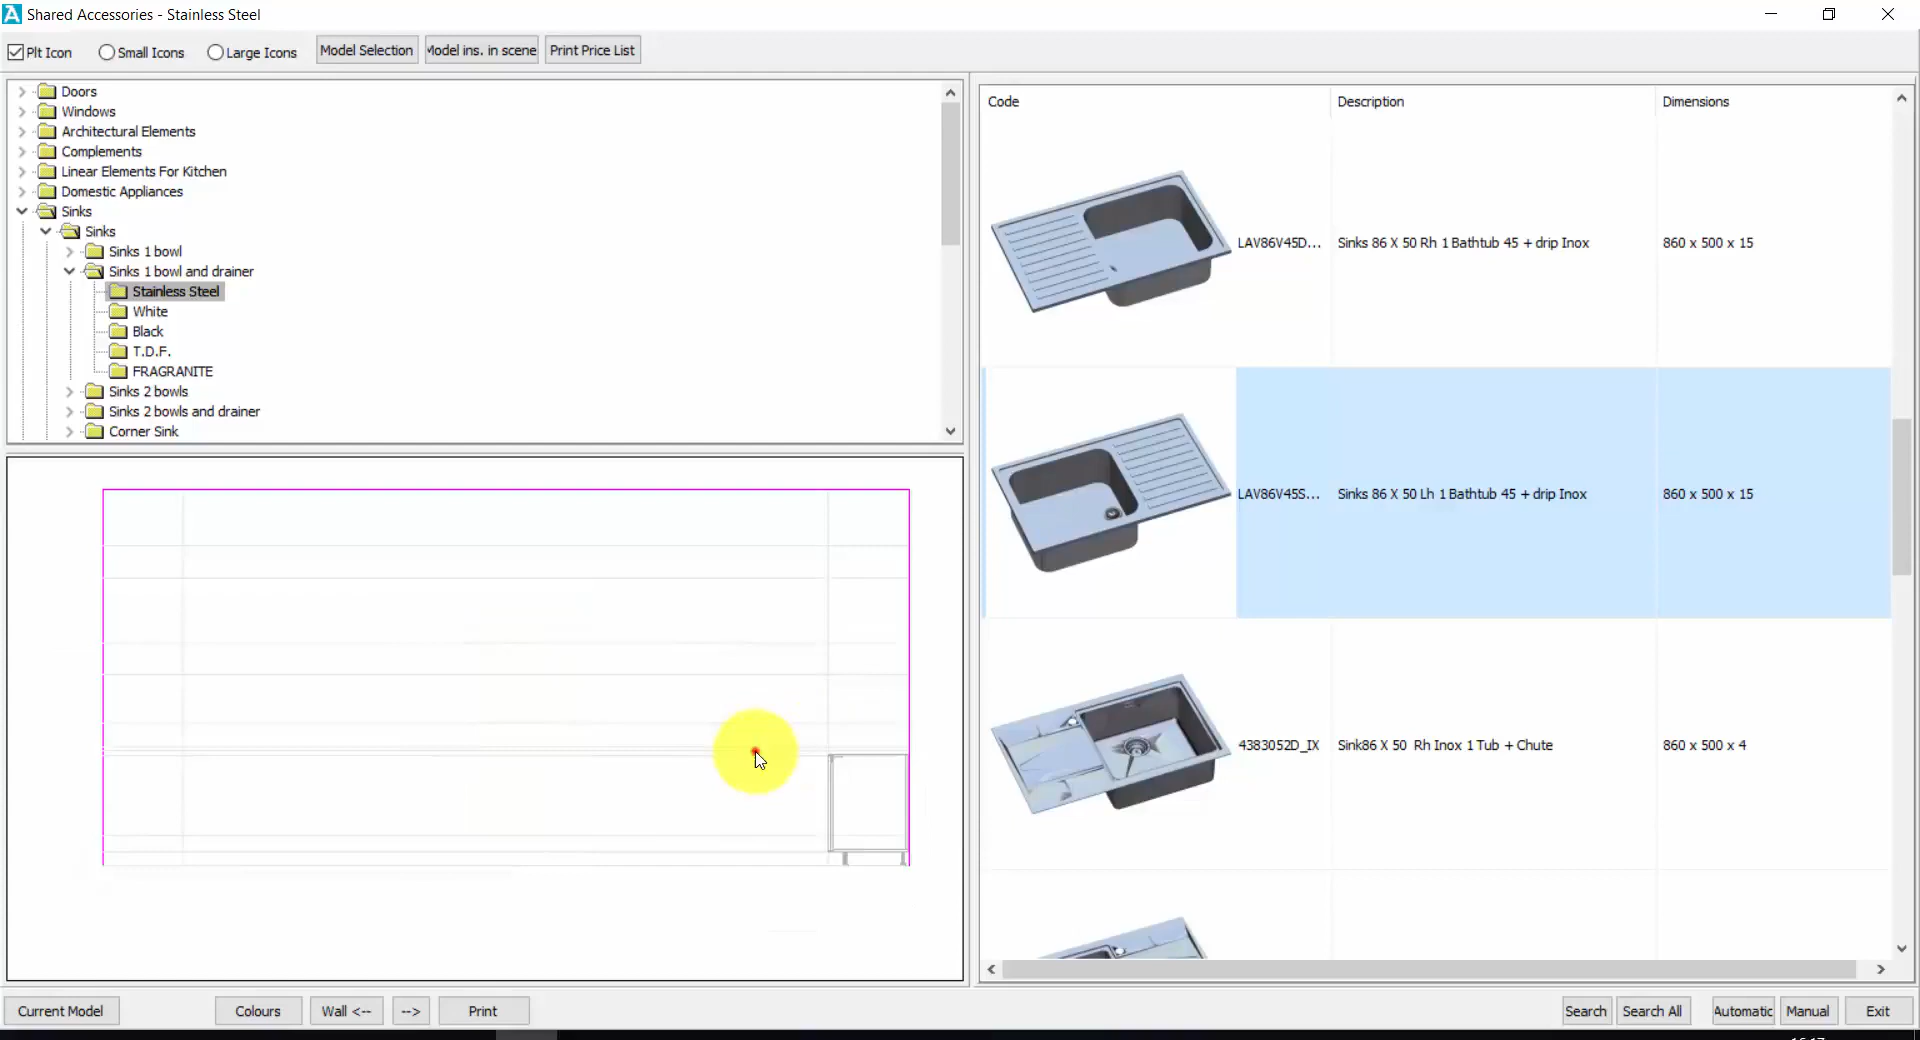 Shared Accessories - Stainless Steel
Plt Icon
Small Icons
Large Icons
Model Selection
Model ins. in scene
Print Price List
Doors
Windows
Architectural Elements
Complements
Linear Elements For Kitchen
Domestic Appliances
Sinks
Sinks
Sinks 1 bowl
Sinks 1 bowl and drainer
Stainless Steel
White
Black
T.D.F.
FRAGRANITE
Sinks 2 bowls
Sinks 2 bowls and drainer
Corner Sink
Code Description Dimensions
LAV86V45D... Sinks 86 X 50 Rh 1 Bathtub 45 + drip Inox 860 x 500 x 15
LAV86V45S... Sinks 86 X 50 Lh 1 Bathtub 45 + drip Inox 860 x 500 x 15
4383052D_IX Sink86 X 50 Rh Inox 1 Tub + Chute 860 x 500 x 4
Current Model
Colours
Wall <--
-->
Print
Search
Search All
Automatic
Manual
Exit